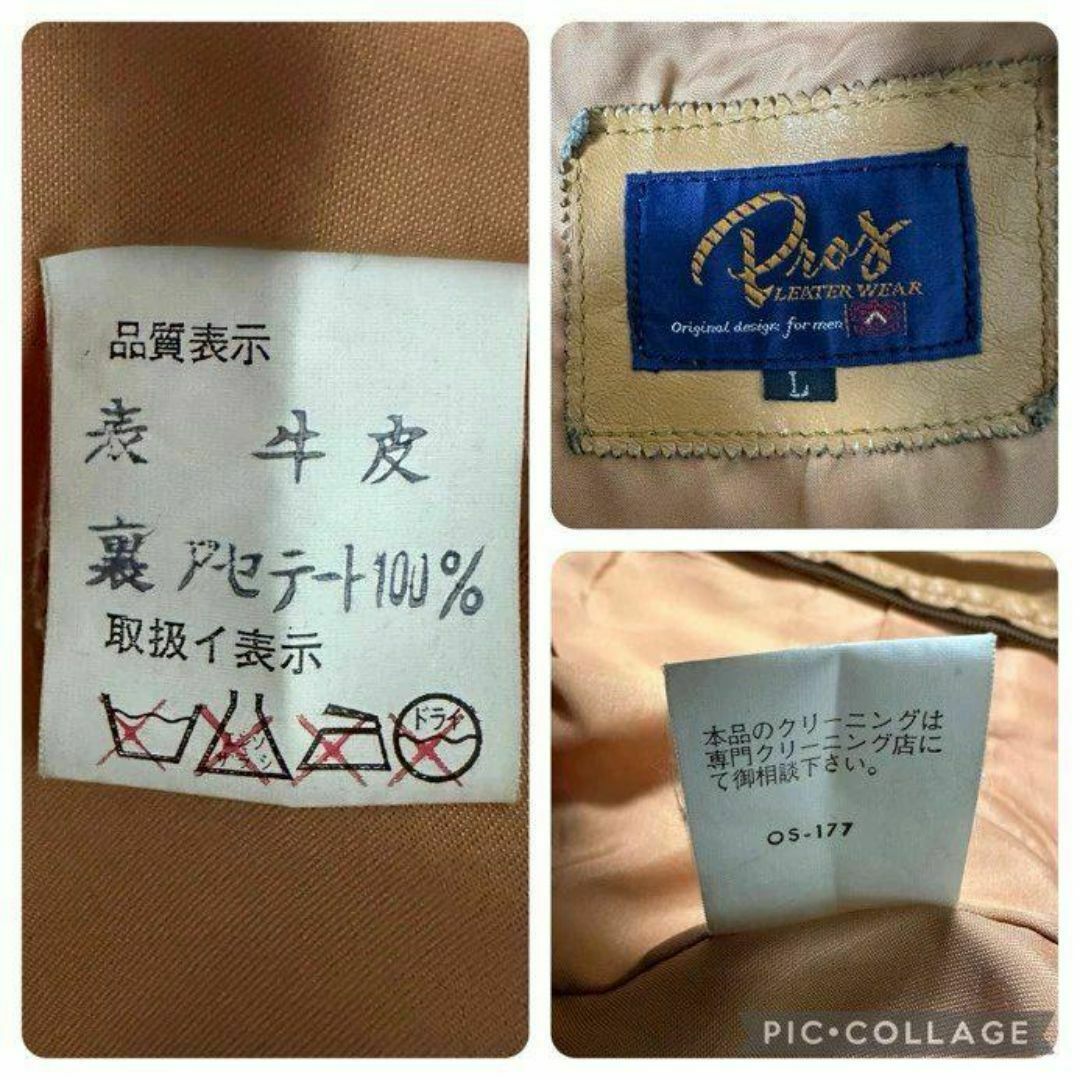 品質表示
表 牛皮
裏 アーセテート100%
取扱イ表示
ドライ
Pros
LEATER WEAR
Original design for men
L
本品のクリーニングは
専門クリーニング店に
て御相談下さい。
OS-177
PIC•COLLAGE